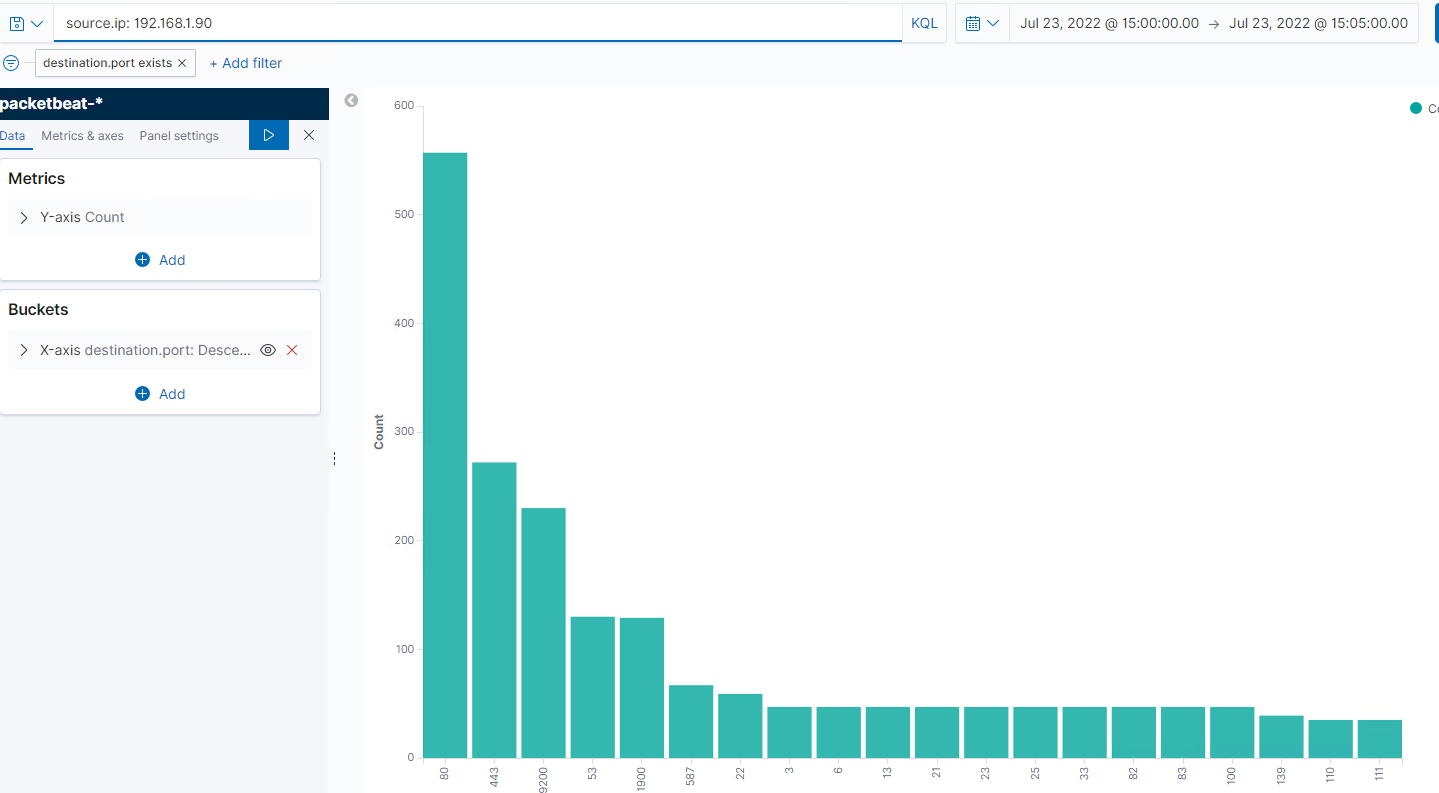 source.ip: 192.168.1.90 KQL Jul 23, 2022 @ 15:00:00.00 → Jul 23, 2022 @ 15:05:00.00
destination.port exists × + Add filter
packetbeat-*
Data Metrics & axes Panel settings
Metrics
Y-axis Count
Add
Buckets
X-axis destination.port: Desce...
Add
Co
600
500
400
300
200
100
0
Count
80 443 9200 53 1900 587 22 3 6 13 21 23 25 33 82 83 100 139 110 111